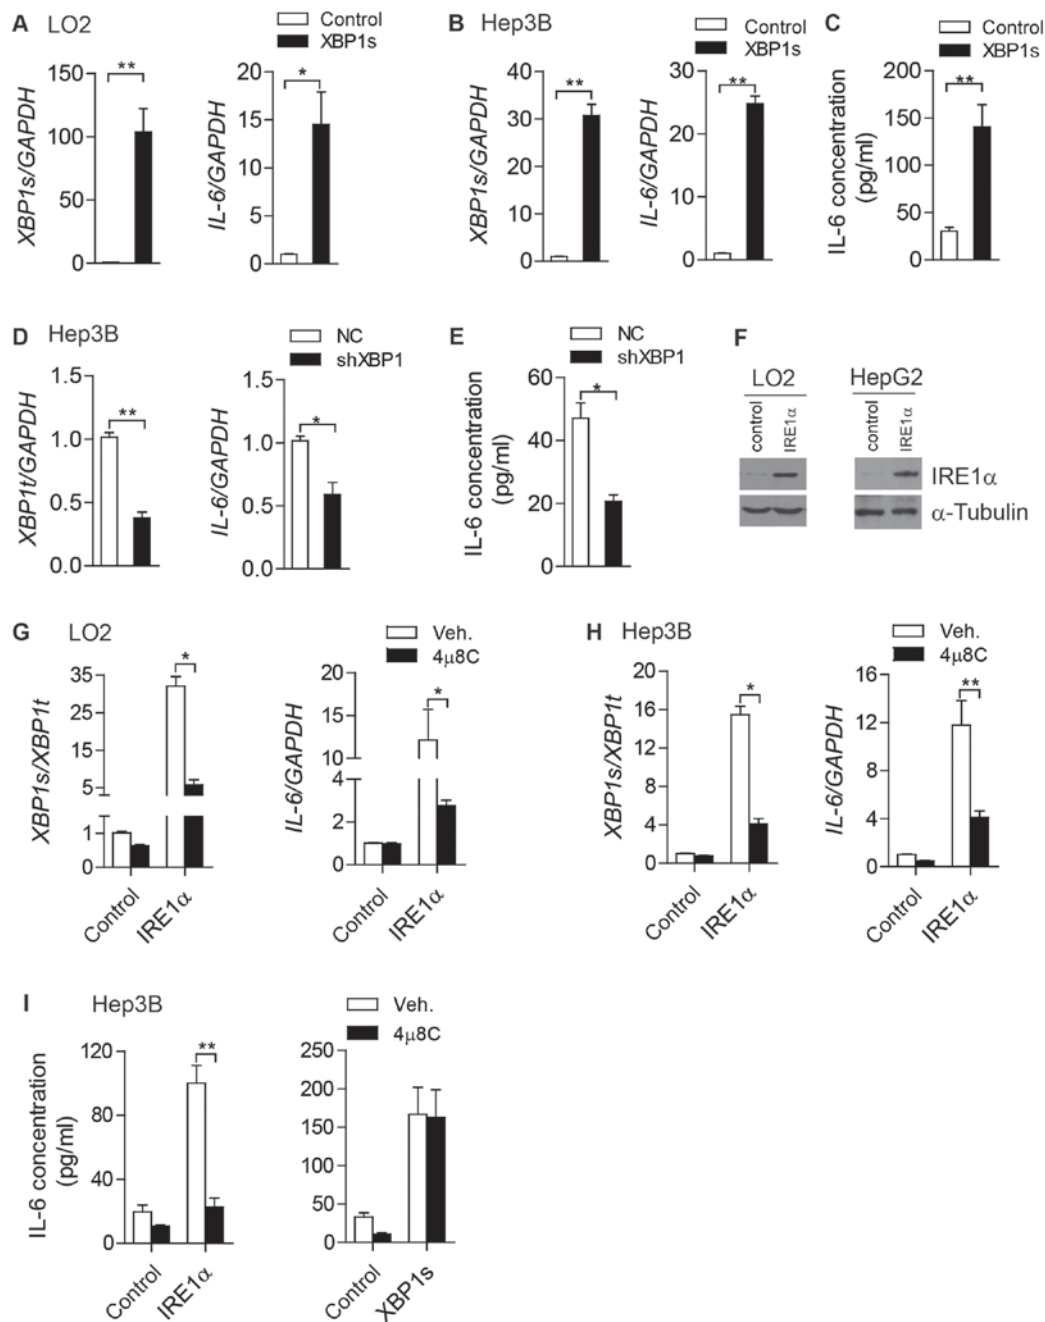 A LO2
Control
XBP1s
XBP1s/GAPDH
150
100
50
0
**
IL-6/GAPDH
20
15
10
5
0
*
B Hep3B
Control
XBP1s
XBP1s/GAPDH
40
30
20
10
0
**
IL-6/GAPDH
30
20
10
0
**
C
Control
XBP1s
IL-6 concentration
(pg/ml)
200
150
100
50
0
**
D Hep3B
NC
shXBP1
XBP1t/GAPDH
1.5
1.0
0.5
0.0
**
IL-6/GAPDH
1.5
1.0
0.5
0.0
*
E
NC
shXBP1
IL-6 concentration
(pg/ml)
60
40
20
0
*
F
LO2
HepG2
control
IRE1α
control
IRE1α
IRE1α
α-Tubulin
G LO2
Veh.
4μ8C
XBP1s/XBP1t
35
25
15
5
1
0
*
Control
IRE1α
IL-6/GAPDH
20
15
10
4
2
0
*
Control
IRE1α
H Hep3B
Veh.
4μ8C
XBP1s/XBP1t
20
16
12
8
4
0
*
Control
IRE1α
IL-6/GAPDH
16
12
8
4
0
**
Control
IRE1α
I Hep3B
Veh.
4μ8C
IL-6 concentration
(pg/ml)
120
80
40
0
**
Control
IRE1α
250
200
150
100
50
0
Control
XBP1s